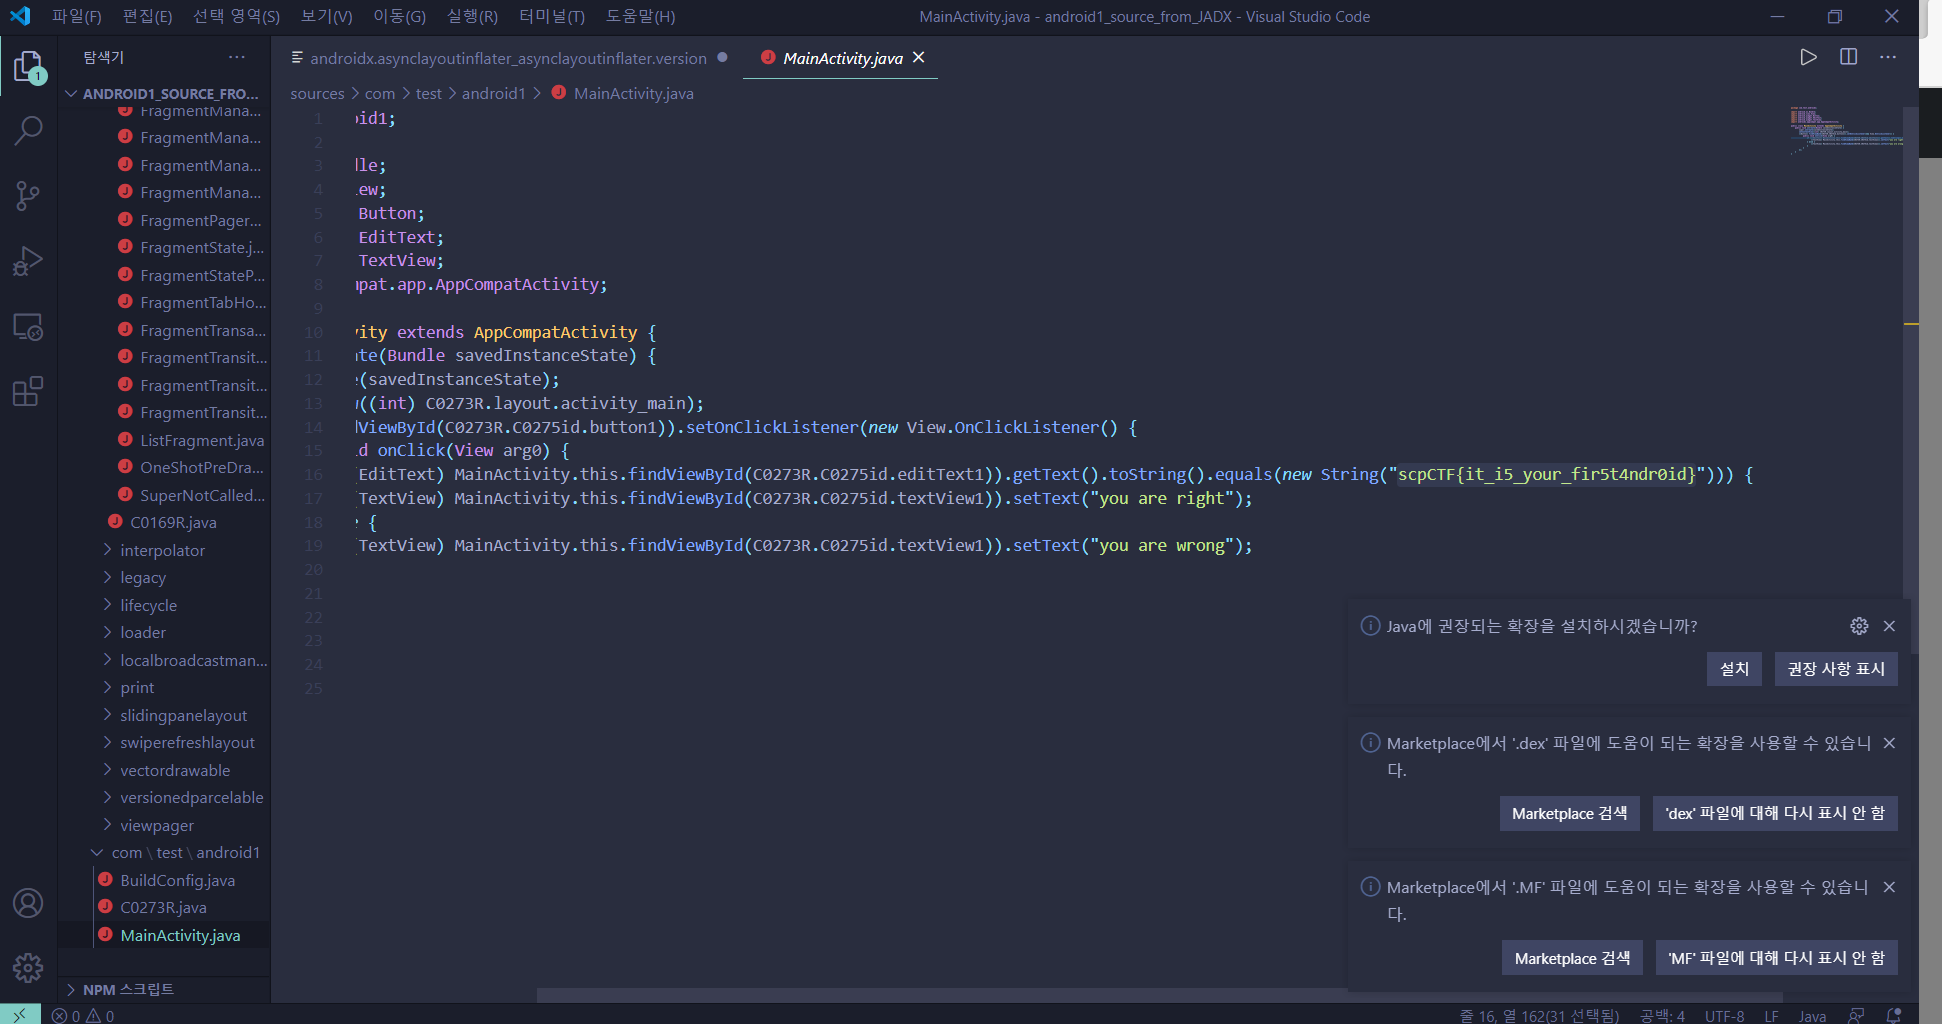 파일(F) 편집(E) 선택 영역(S) 보기(V) 이동(G) 실행(R) 터미널(T) 도움말(H) MainActivity.java - android1_source_from_JADX - Visual Studio Code
탐색기 ···
1
ANDROID1_SOURCE_FRO...
FragmentMana...
FragmentMana...
FragmentMana...
FragmentMana...
FragmentPager...
FragmentState.j...
FragmentStateP...
FragmentTabHo...
FragmentTransa...
FragmentTransit...
FragmentTransit...
FragmentTransit...
ListFragment.java
OneShotPreDra...
SuperNotCalled...
C0169R.java
interpolator
legacy
lifecycle
loader
localbroadcastman...
print
slidingpanelayout
swiperefreshlayout
vectordrawable
versionedparcelable
viewpager
com \ test \ android1
BuildConfig.java
C0273R.java
MainActivity.java
NPM 스크립트
androidx.asynclayoutinflater_asynclayoutinflater.version MainActivity.java
sources > com > test > android1 > MainActivity.java
1 oid1;
2
3 dle;
4 iew;
5 Button;
6 EditText;
7 TextView;
8 mpat.app.AppCompatActivity;
9
10 vity extends AppCompatActivity {
11 ate(Bundle savedInstanceState) {
12 e(savedInstanceState);
13 w((int) C0273R.layout.activity_main);
14 dViewById(C0273R.C0275id.button1)).setOnClickListener(new View.OnClickListener() {
15 id onClick(View arg0) {
16 (EditText) MainActivity.this.findViewById(C0273R.C0275id.editText1)).getText().toString().equals(new String("scpCTF{it_i5_your_fir5t4ndr0id}"))) {
17 (TextView) MainActivity.this.findViewById(C0273R.C0275id.textView1)).setText("you are right");
18 e {
19 (TextView) MainActivity.this.findViewById(C0273R.C0275id.textView1)).setText("you are wrong");
20
21
22
23
24
25
Java에 권장되는 확장을 설치하시겠습니까?
설치 권장 사항 표시
Marketplace에서 '.dex' 파일에 도움이 되는 확장을 사용할 수 있습니
다.
Marketplace 검색 'dex' 파일에 대해 다시 표시 안 함
Marketplace에서 '.MF' 파일에 도움이 되는 확장을 사용할 수 있습니
다.
Marketplace 검색 'MF' 파일에 대해 다시 표시 안 함
0 0 줄 16, 열 162(31 선택됨) 공백: 4 UTF-8 LF Java